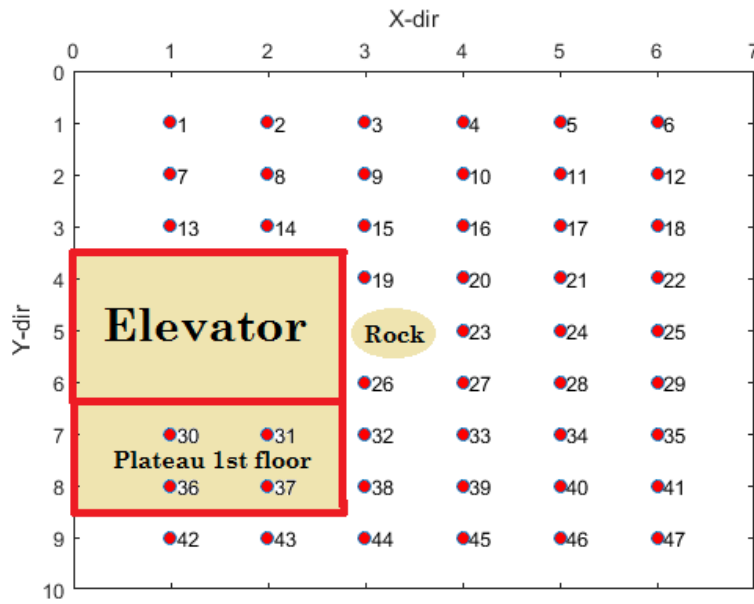 X-dir
0 1 2 3 4 5 6 7
0
1 1 2 3 4 5 6
2 7 8 9 10 11 12
3 13 14 15 16 17 18
4 19 20 21 22
Elevator
Y-dir
5 Rock 23 24 25
6 26 27 28 29
7 30 31 32 33 34 35
Plateau 1st floor
8 36 37 38 39 40 41
9 42 43 44 45 46 47
10